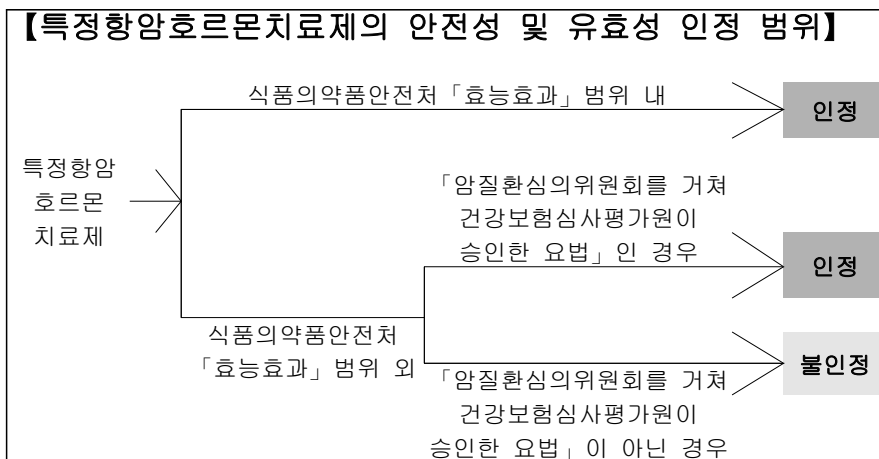 【특정항암호르몬치료제의 안전성 및 유효성 인정 범위】
식품의약품안전처「효능효과」범위 내
인정
특정항암
호르몬
치료제
「암질환심의위원회를 거쳐
건강보험심사평가원이
승인한 요법」인 경우
인정
식품의약품안전처
「효능효과」범위 외
불인정
「암질환심의위원회를 거쳐
건강보험심사평가원이
승인한 요법」이 아닌 경우